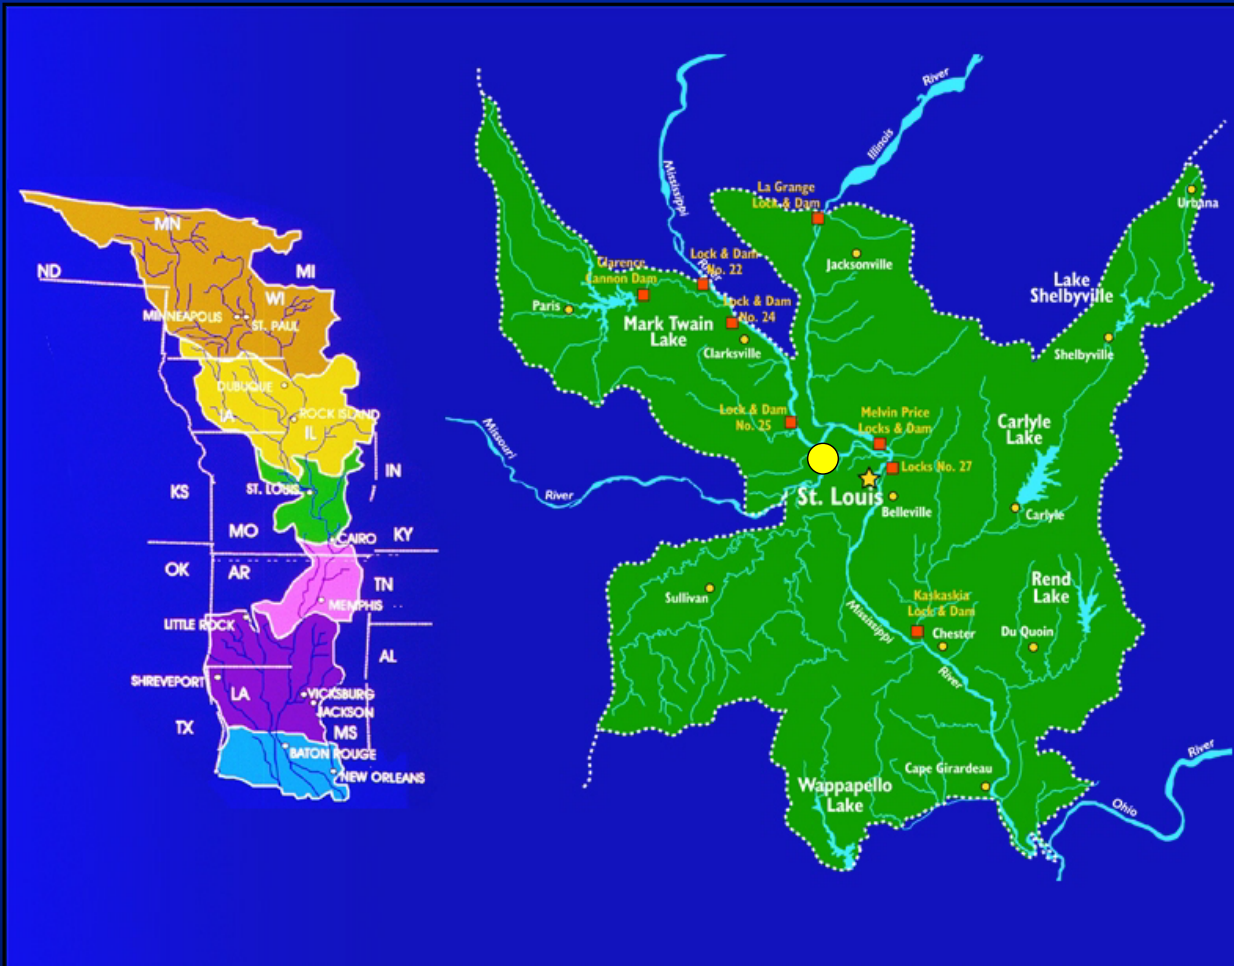 MN
ND
MI
WI
MINNEAPOLIS
ST. PAUL
DUBUQUE
IA
ROCK ISLAND
IL
IN
KS
ST. LOUIS
MO
CAIRO
KY
OK
AR
TN
MEMPHIS
LITTLE ROCK
AL
SHREVEPORT
LA
VICKSBURG
JACKSON
TX
MS
BATON ROUGE
NEW ORLEANS
Mississippi
River
Illinois
River
La Grange
Lock & Dam
Urbana
Jacksonville
Lock & Dam
No. 22
Clarence
Cannon Dam
Lake
Shelbyville
Paris
Lock & Dam
No. 24
Mark Twain
Lake
Clarksville
Shelbyville
Lock & Dam
No. 25
Melvin Price
Locks & Dam
Carlyle
Lake
Missouri
River
Locks No. 27
St. Louis
Belleville
Carlyle
Sullivan
Rend
Lake
Kaskaskia
Lock & Dam
Mississippi
River
Chester
Du Quoin
Cape Girardeau
Wappapello
Lake
Ohio
River